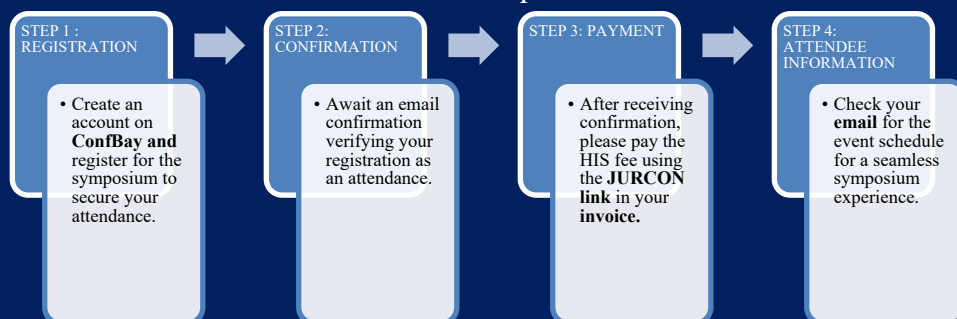 STEP 1 :
REGISTRATION
• Create an
account on
ConfBay and
register for the
symposium to
secure your
attendance.
STEP 2:
CONFIRMATION
• Await an email
confirmation
verifying your
registration as
an attendance.
STEP 3: PAYMENT
• After receiving
confirmation,
please pay the
HIS fee using
the JURCON
link in your
invoice.
STEP 4:
ATTENDEE
INFORMATION
• Check your
email for the
event schedule
for a seamless
symposium
experience.